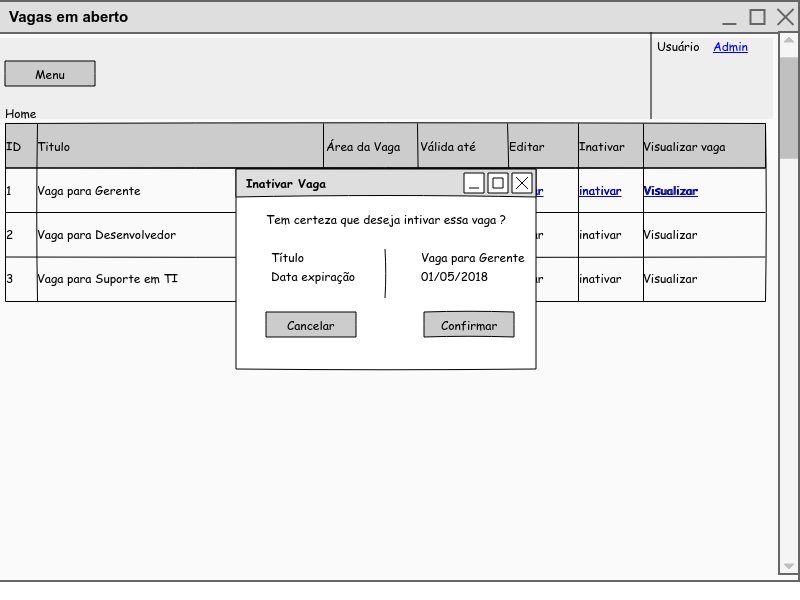 Vagas em aberto
Usuário Admin
Menu
Home
ID Titulo Área da Vaga Válida até Editar Inativar Visualizar vaga
1 Vaga para Gerente inativar Visualizar
2 Vaga para Desenvolvedor inativar Visualizar
3 Vaga para Suporte em TI inativar Visualizar
Inativar Vaga
Tem certeza que deseja intivar essa vaga ?
Título Vaga para Gerente
Data expiração 01/05/2018
Cancelar Confirmar